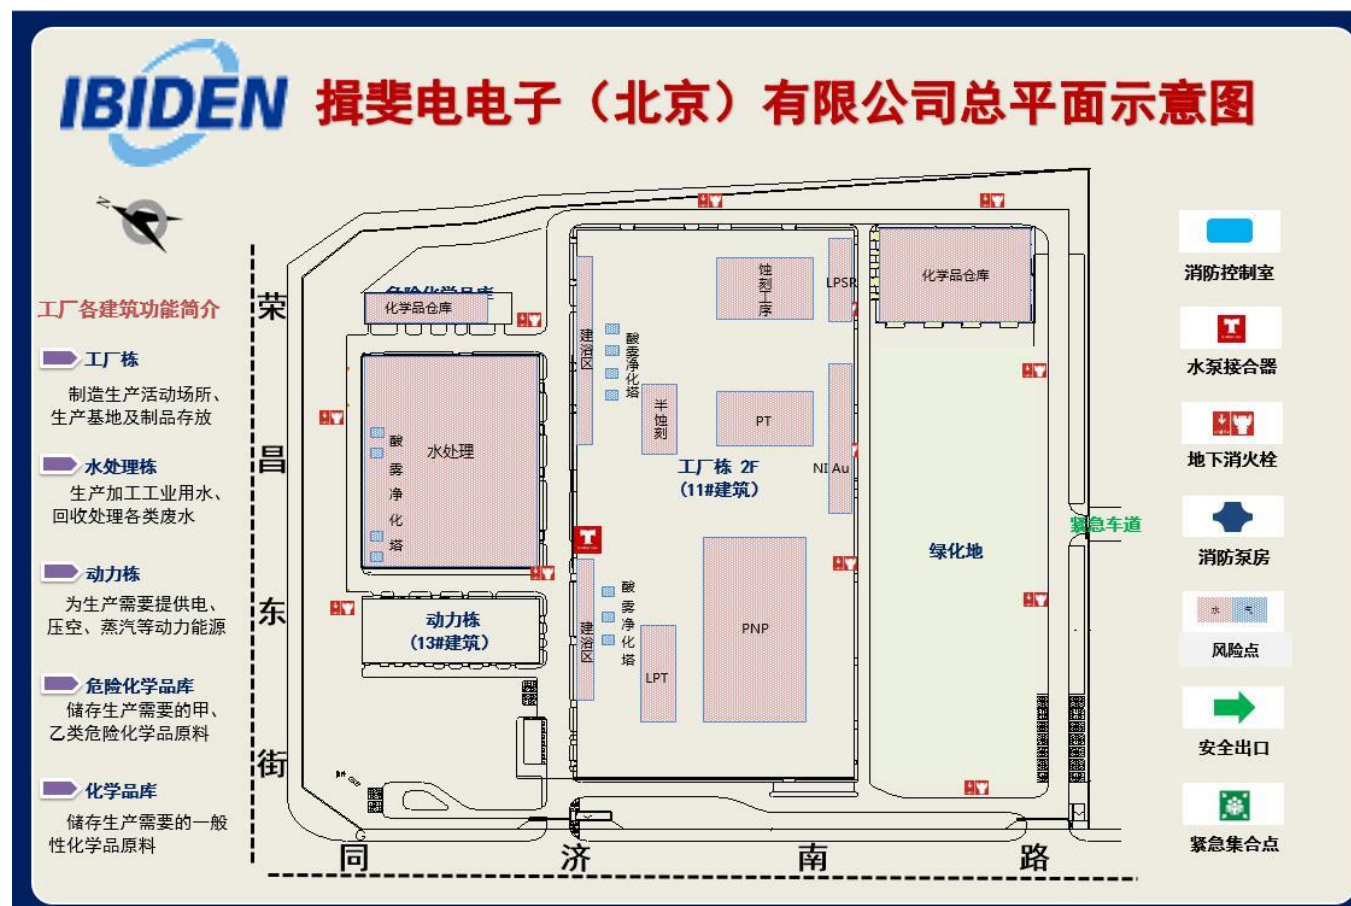 IBIDEN
揖斐电电子（北京）有限公司总平面示意图
N
工厂各建筑功能简介
工厂栋
制造生产活动场所、
生产基地及制品存放
水处理栋
生产加工工业用水、
回收处理各类废水
动力栋
为生产需要提供电、
压空、蒸汽等动力能源
危险化学品库
储存生产需要的甲、
乙类危险化学品原料
化学品库
储存生产需要的一般
性化学品原料
荣昌东街
同济南路
危险化学品库
化学品仓库
水处理
酸雾净化塔
动力栋
(13#建筑)
建浴区
酸雾净化塔
半蚀刻
蚀刻工序
LPSR
PT
工厂栋 2F
(11#建筑)
NI Au
建浴区
酸雾净化塔
LPT
PNP
化学品仓库
绿化地
紧急车道
消防控制室
水泵接合器
地下消火栓
消防泵房
水 气
风险点
安全出口
紧急集合点